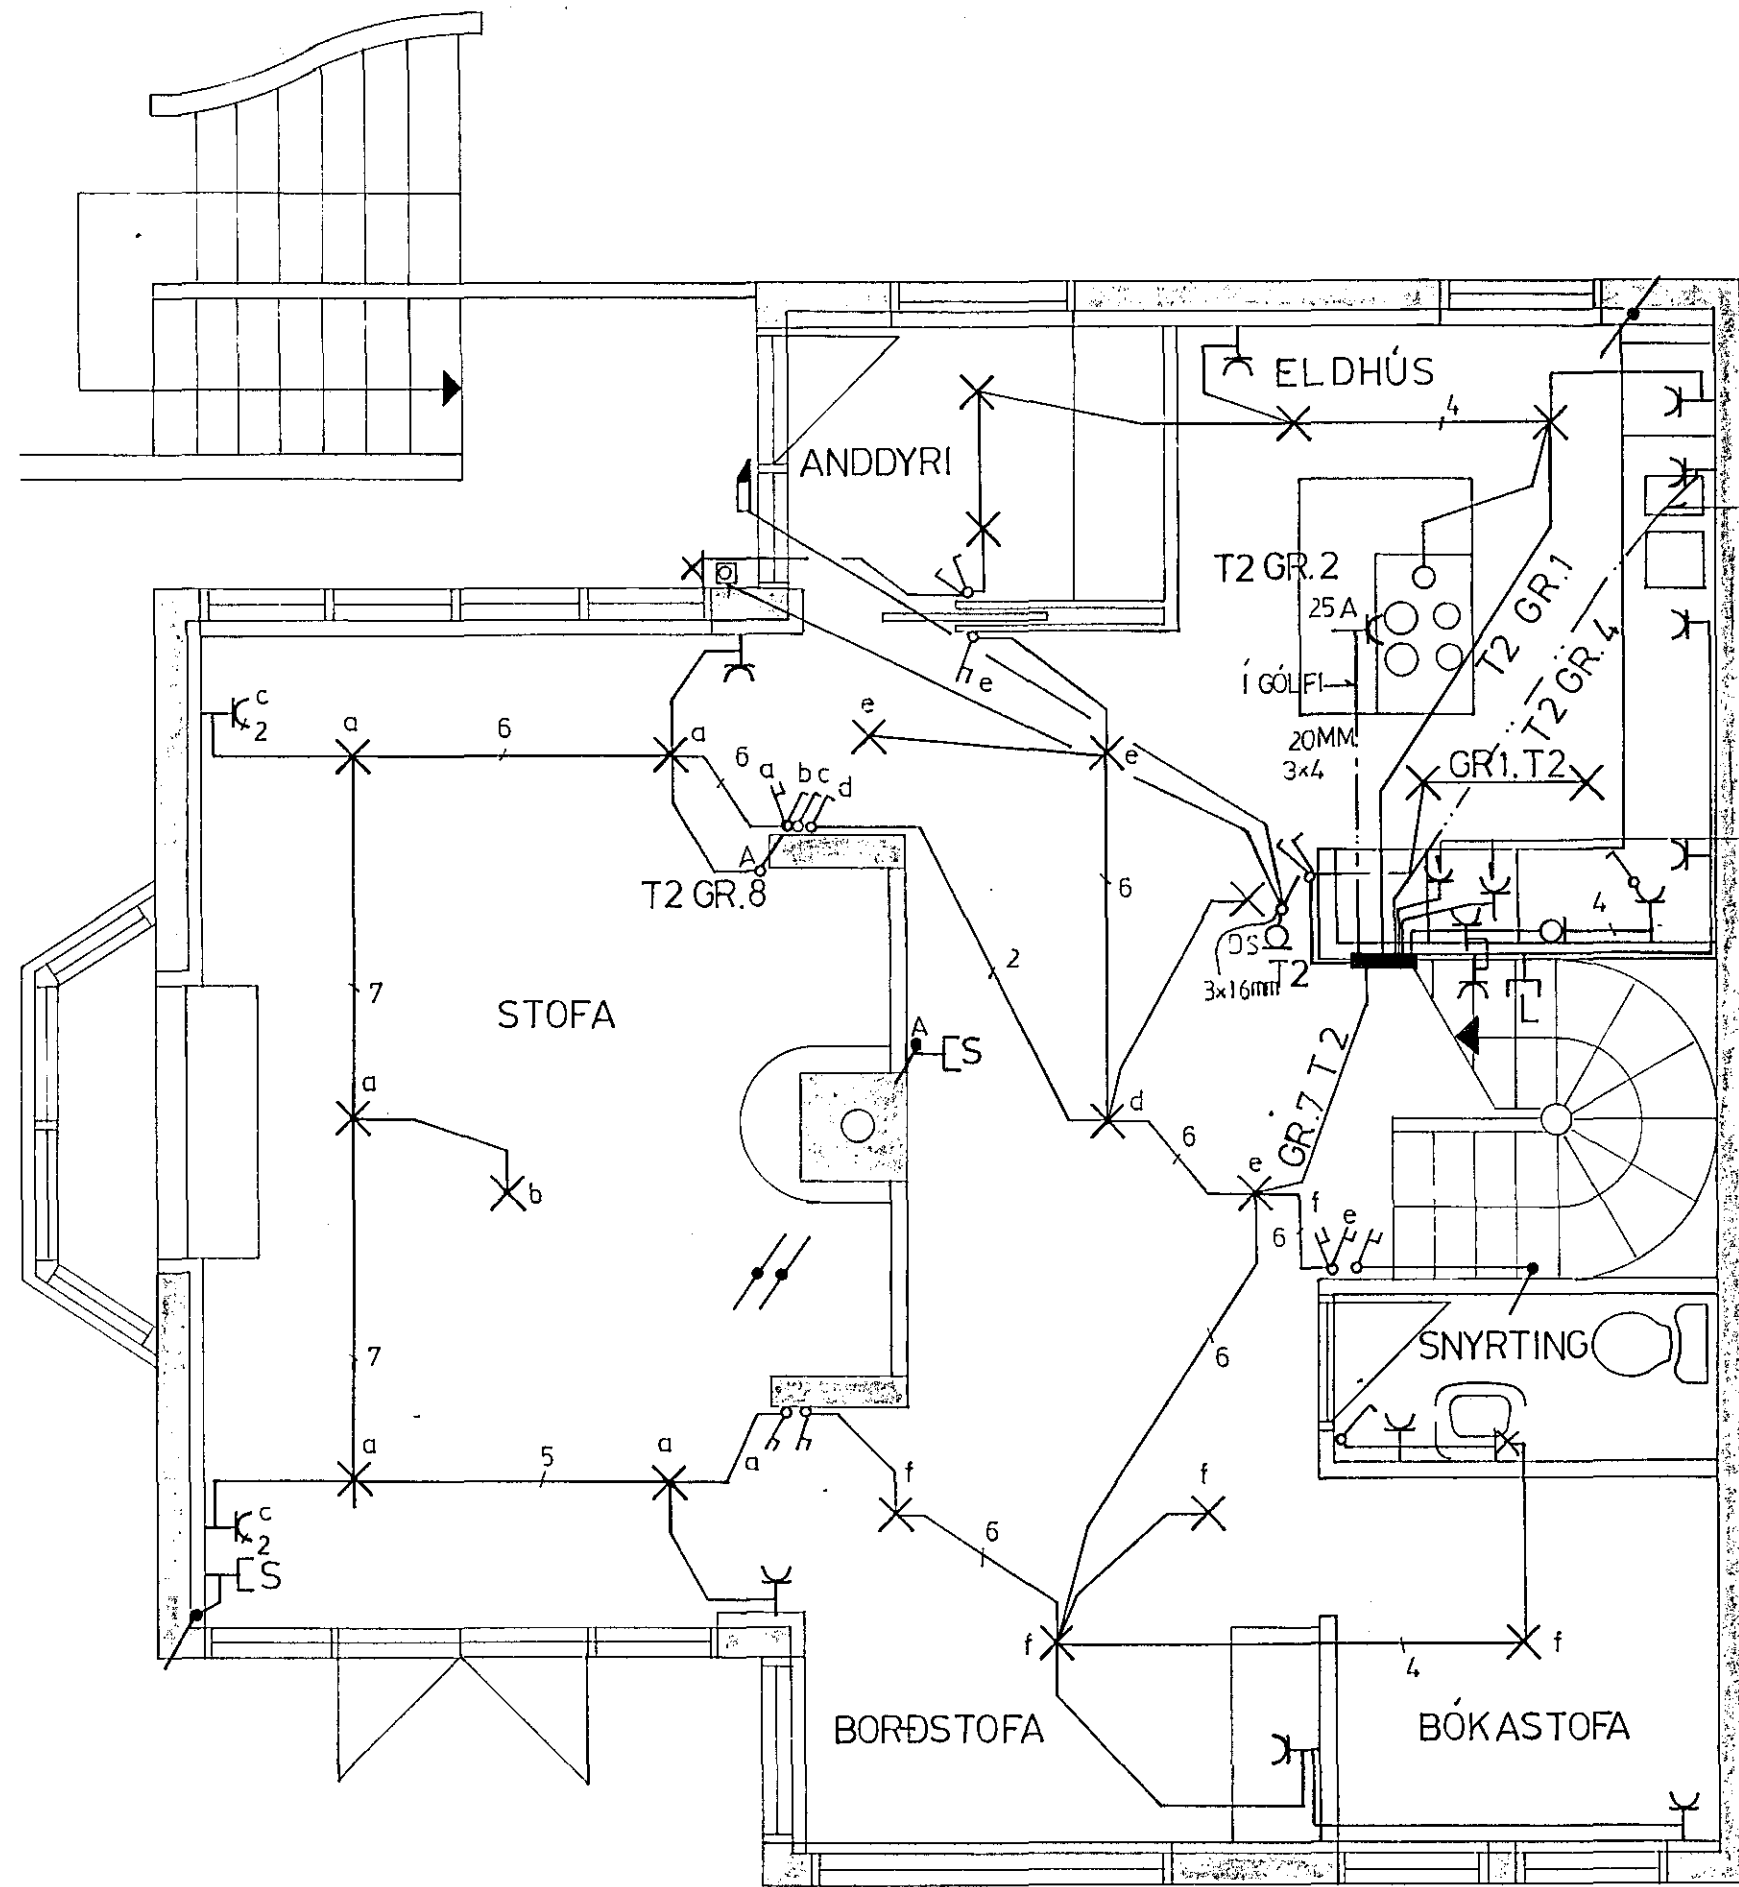 ELDHÚS
4
ANDDYRI
T2 GR.2
25 A
Í GÓLFI
20MM
3x4
T2 GR.1
T2 GR.4
GR1. T2
c
2
a
6
a
6
a
b c
d
e
e
e
A
T2 GR.8
6
2
7
STOFA
DS
T2
3x16mm
4
L
A
S
a
b
d
6
GR.7 T2
e
f
e
6
6
SNYRTING
7
a
5
a
a
c
2
S
f
f
6
f
4
f
BORÐSTOFA
BÓKASTOFA